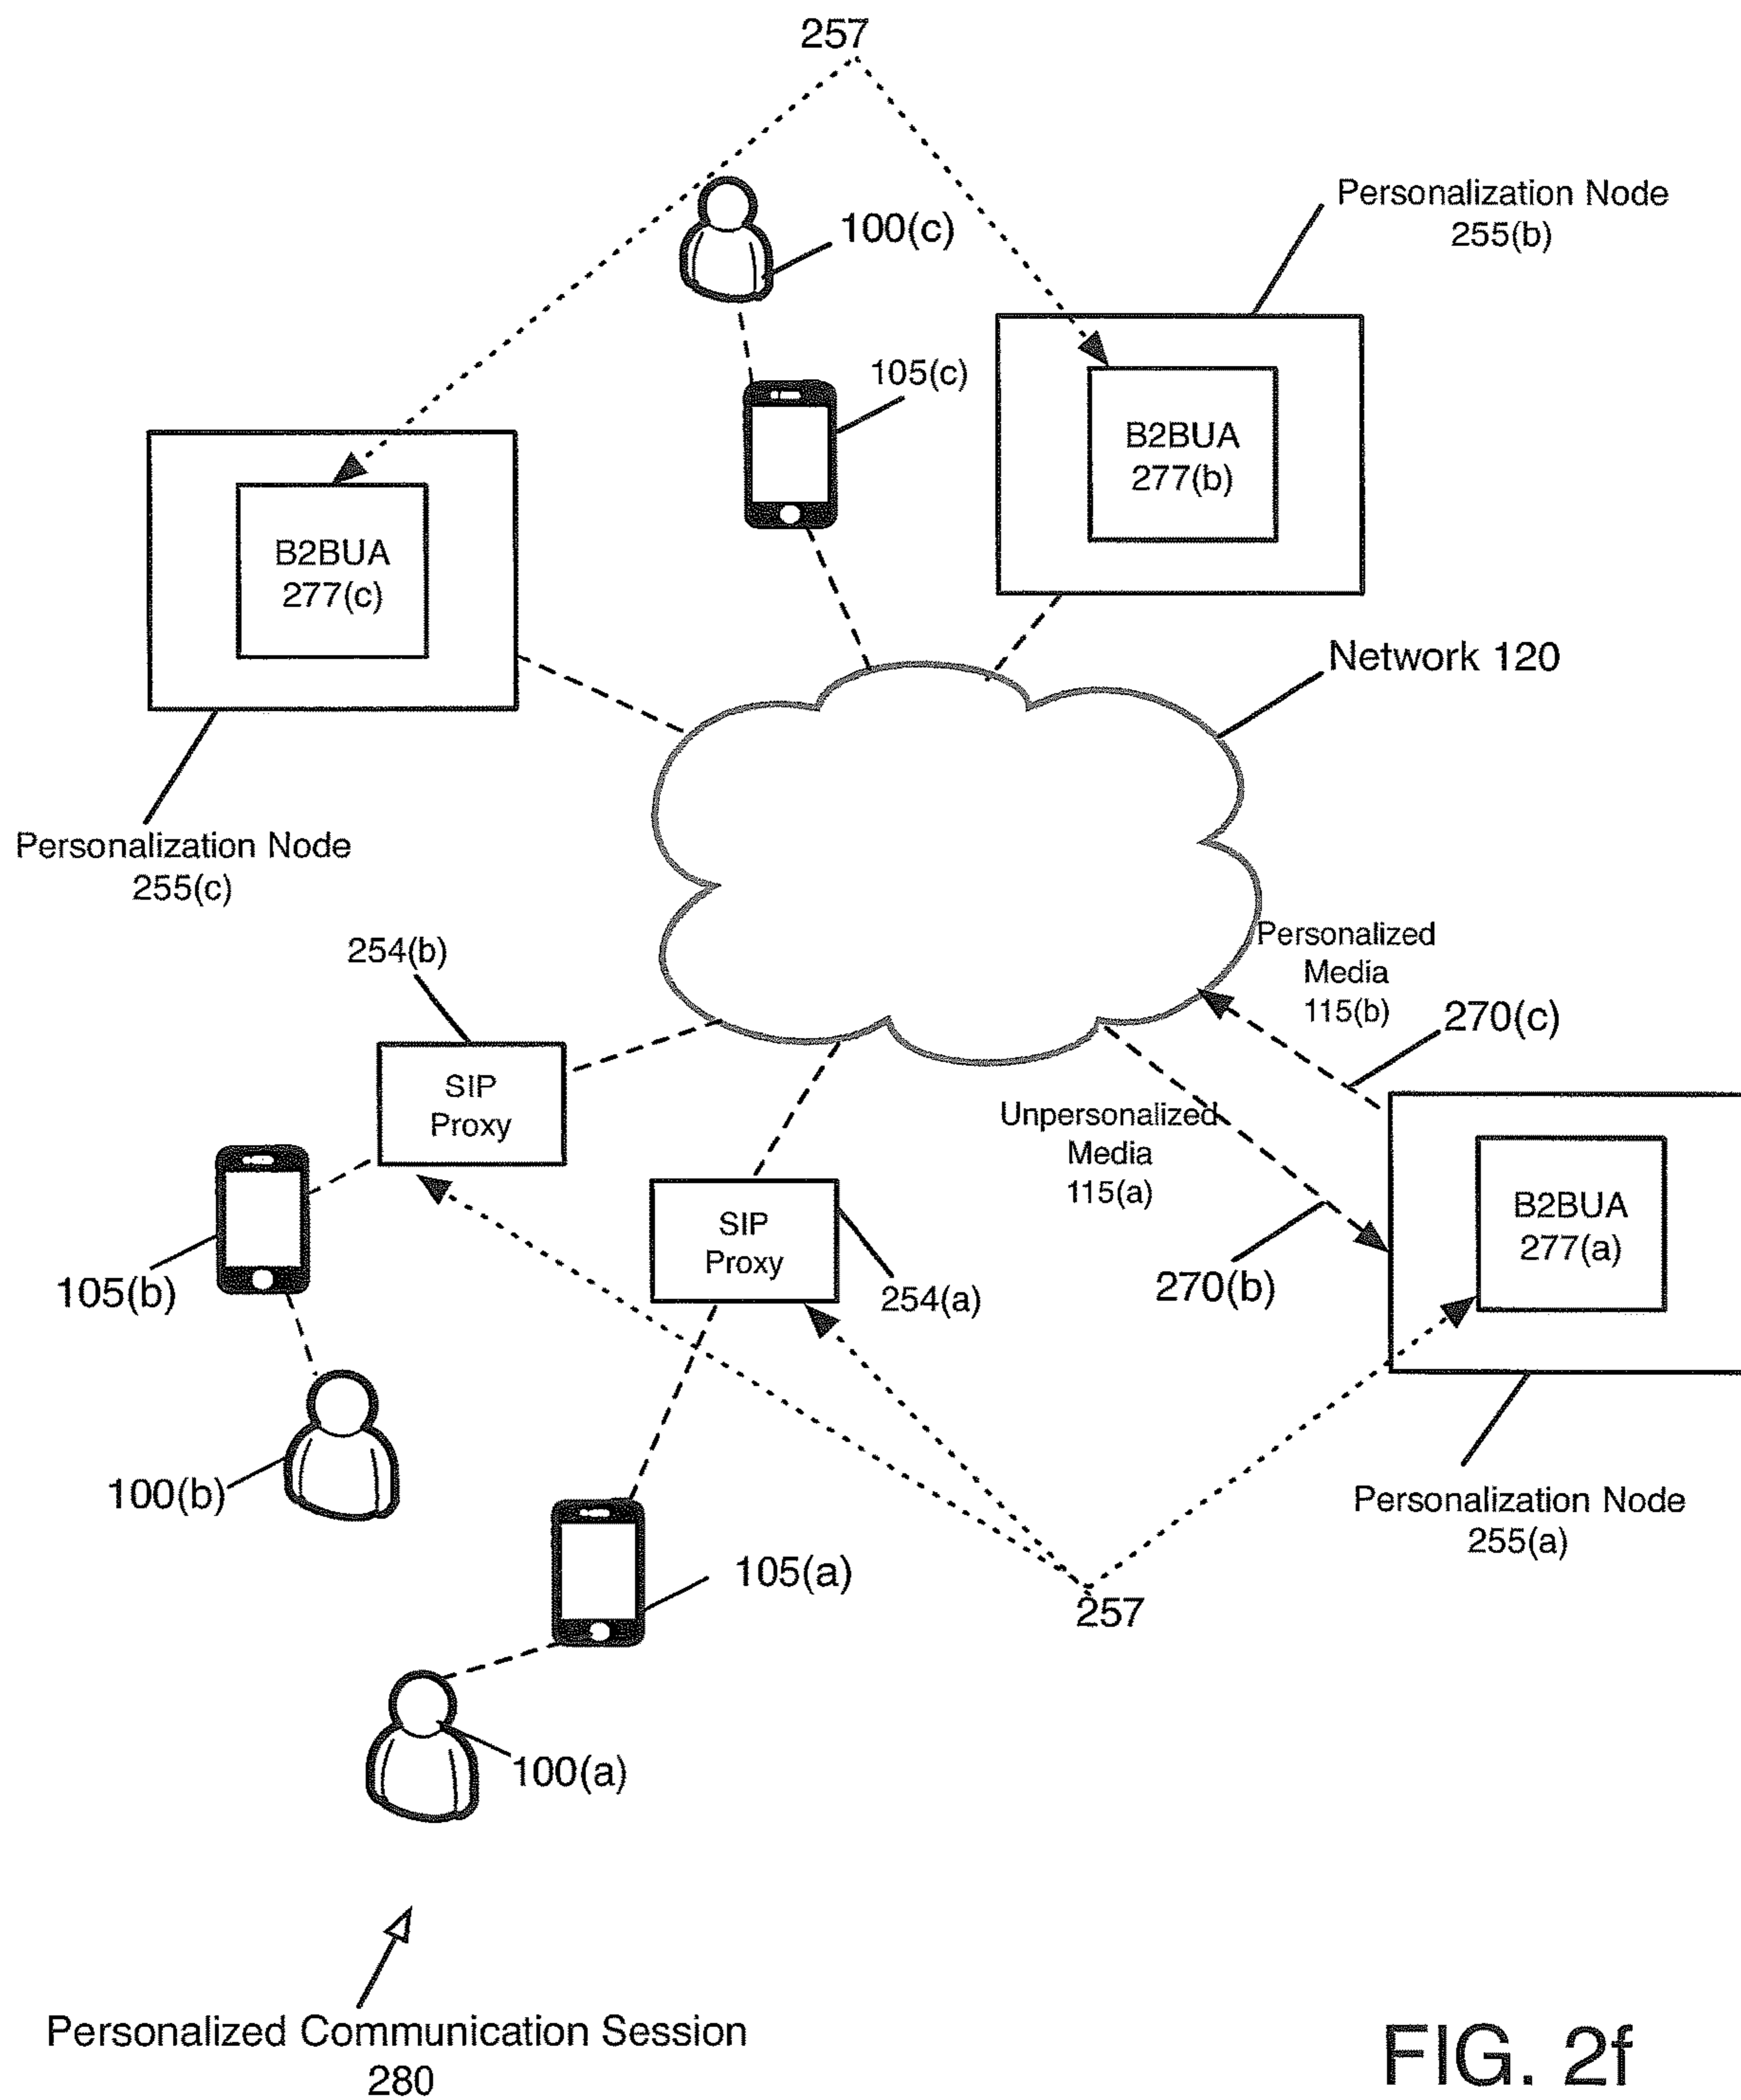 257
100(c)
Personalization Node
255(b)
105(c)
B2BUA
277(b)
B2BUA
277(c)
Network 120
Personalization Node
255(c)
254(b)
Personalized
Media
115(b)
270(c)
SIP
Proxy
Unpersonalized
Media
115(a)
SIP
Proxy
B2BUA
277(a)
105(b)
254(a)
270(b)
100(b)
Personalization Node
255(a)
105(a)
257
100(a)
Personalized Communication Session
280
FIG. 2f